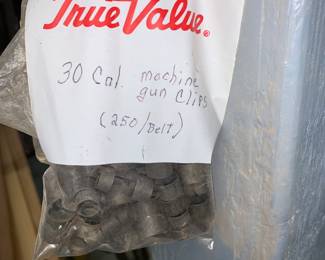 True Value®
30 Cal. machine
gun Clips
(250/Belt)